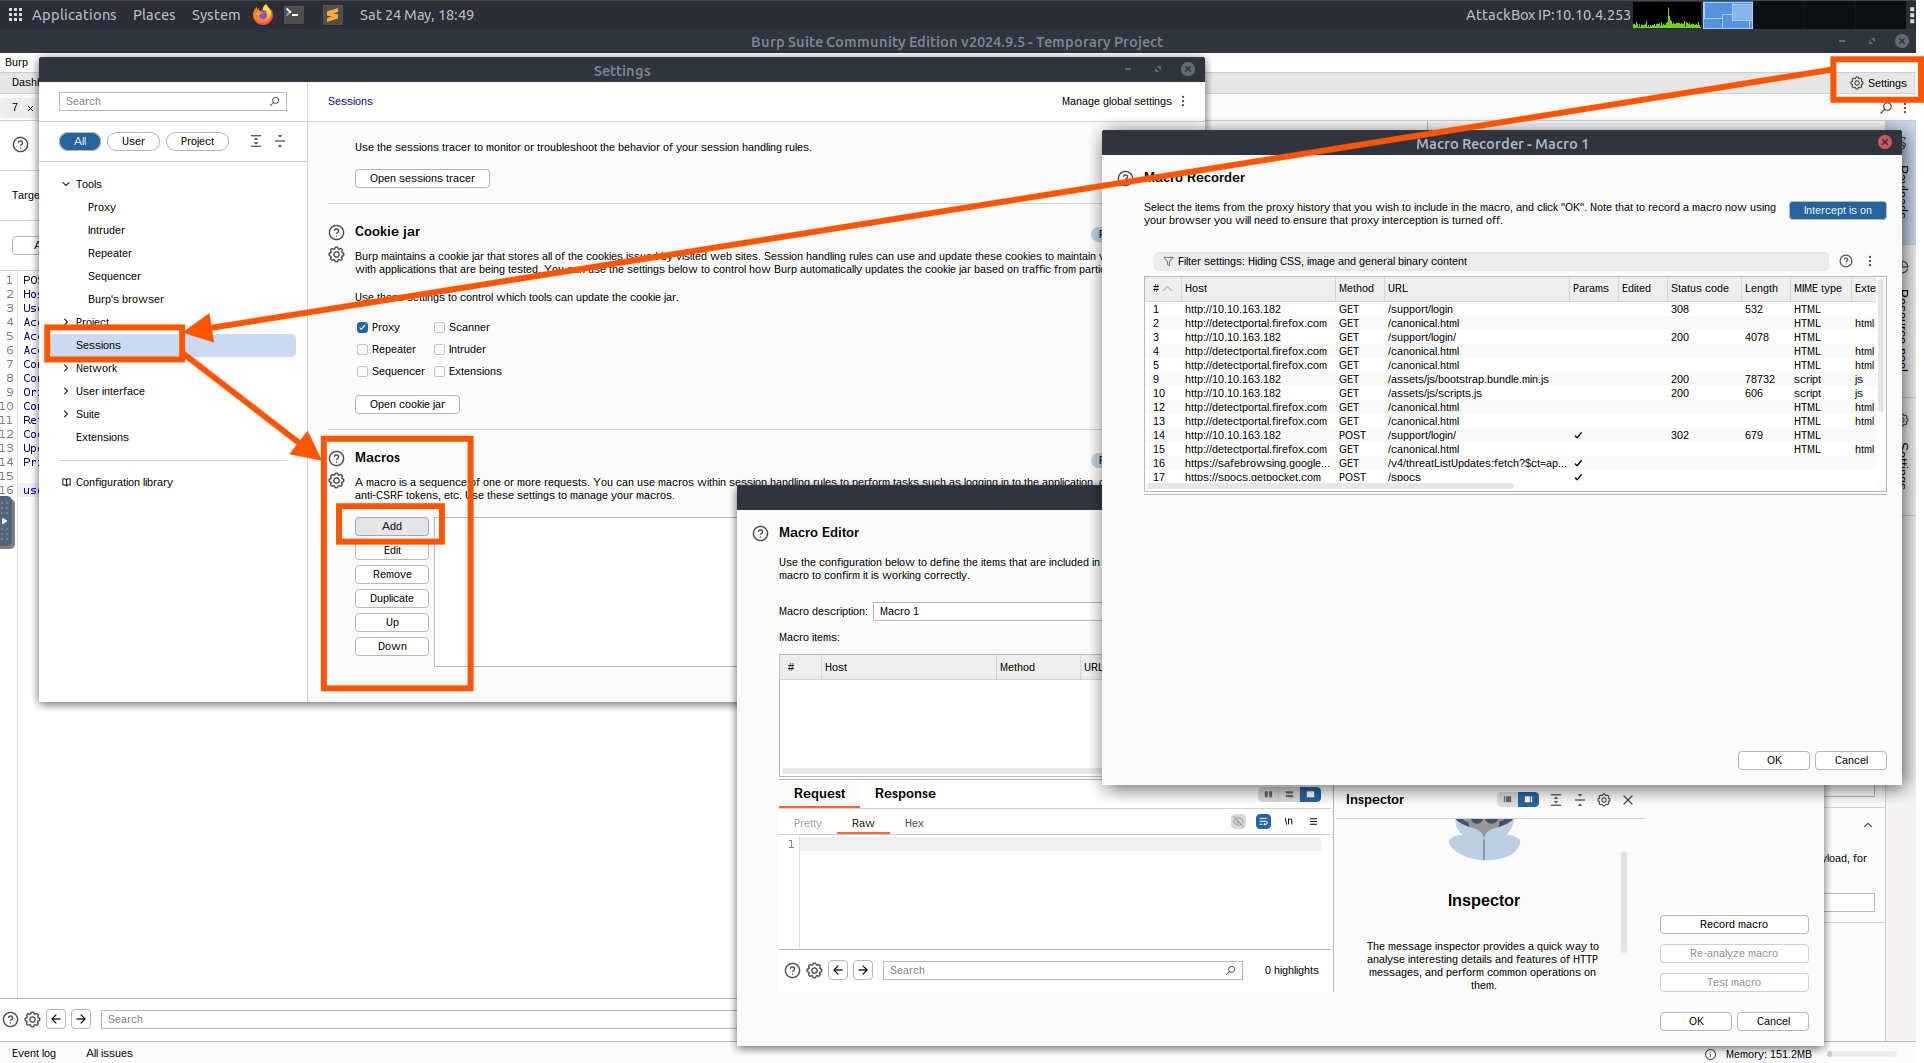 Applications Places System Sat 24 May, 18:49 AttackBox IP:10.10.4.253
Burp Suite Community Edition v2024.9.5 - Temporary Project
Burp
Settings
7 ×
Settings
Search
Sessions
Manage global settings
All User Project
Tools
Proxy
Intruder
Repeater
Sequencer
Burp's browser
Project
Sessions
Network
User interface
Suite
Extensions
Configuration library
Use the sessions tracer to monitor or troubleshoot the behavior of your session handling rules.
Open sessions tracer
Cookie jar
Burp maintains a cookie jar that stores all of the cookies issued by visited web sites. Session handling rules can use and update these cookies to maintain
with applications that are being tested. You can use the settings below to control how Burp automatically updates the cookie jar based on traffic from
Use these settings to control which tools can update the cookie jar.
Proxy Scanner
Repeater Intruder
Sequencer Extensions
Open cookie jar
Macros
A macro is a sequence of one or more requests. You can use macros within session handling rules to perform tasks such as logging in to the application,
anti-CSRF tokens, etc. Use these settings to manage your macros.
Add
Edit
Remove
Duplicate
Up
Down
1
2
3
4
5
6
7
8
9
10
11
12
13
14
15
16
Macro Recorder - Macro 1
Macro Recorder
Select the items from the proxy history that you wish to include in the macro, and click "OK". Note that to record a macro now using
your browser you will need to ensure that proxy interception is turned off.
Intercept is on
Filter settings: Hiding CSS, image and general binary content
# Host Method URL Params Edited Status code Length MIME type Exte
1 http://10.10.163.182 GET /support/login 308 532 HTML
2 http://detectportal.firefox.com GET /canonical.html HTML html
3 http://10.10.163.182 GET /support/login/ 200 4078 HTML
4 http://detectportal.firefox.com GET /canonical.html HTML html
5 http://detectportal.firefox.com GET /canonical.html HTML html
9 http://10.10.163.182 GET /assets/js/bootstrap.bundle.min.js 200 78732 script js
10 http://10.10.163.182 GET /assets/js/scripts.js 200 606 script js
12 http://detectportal.firefox.com GET /canonical.html HTML html
13 http://detectportal.firefox.com GET /canonical.html HTML html
14 http://10.10.163.182 POST /support/login/ ✓ 302 679 HTML
15 http://detectportal.firefox.com GET /canonical.html HTML html
16 https://safebrowsing.google... GET /v4/threatListUpdates:fetch?$ct=ap... ✓
17 https://spocs.getpocket.com POST /spocs ✓
OK Cancel
Macro Editor
Use the configuration below to define the items that are included in
macro to confirm it is working correctly.
Macro description: Macro 1
Macro items:
# Host Method URL
Request Response
Pretty Raw Hex
\n
1
Search
0 highlights
Inspector
Inspector
The message inspector provides a quick way to
analyse interesting details and features of HTTP
messages, and perform common operations on
them.
Record macro
Re-analyze macro
Test macro
OK Cancel
for
Search
Event log All issues
Memory: 151.2MB